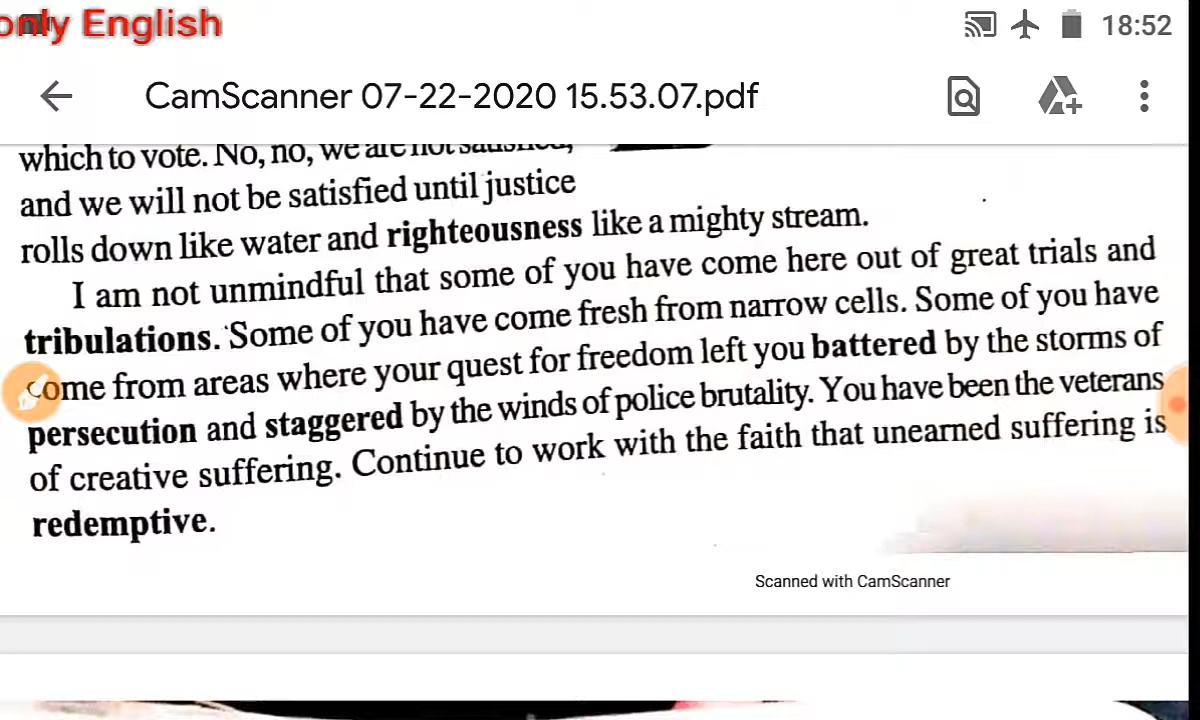 only English
18:52
CamScanner 07-22-2020 15.53.07.pdf
which to vote. No, no, we are not satisfied,
and we will not be satisfied until justice
rolls down like water and righteousness like a mighty stream.
I am not unmindful that some of you have come here out of great trials and
tribulations. Some of you have come fresh from narrow cells. Some of you have
come from areas where your quest for freedom left you battered by the storms of
persecution and staggered by the winds of police brutality. You have been the veterans
of creative suffering. Continue to work with the faith that unearned suffering is
redemptive.
Scanned with CamScanner